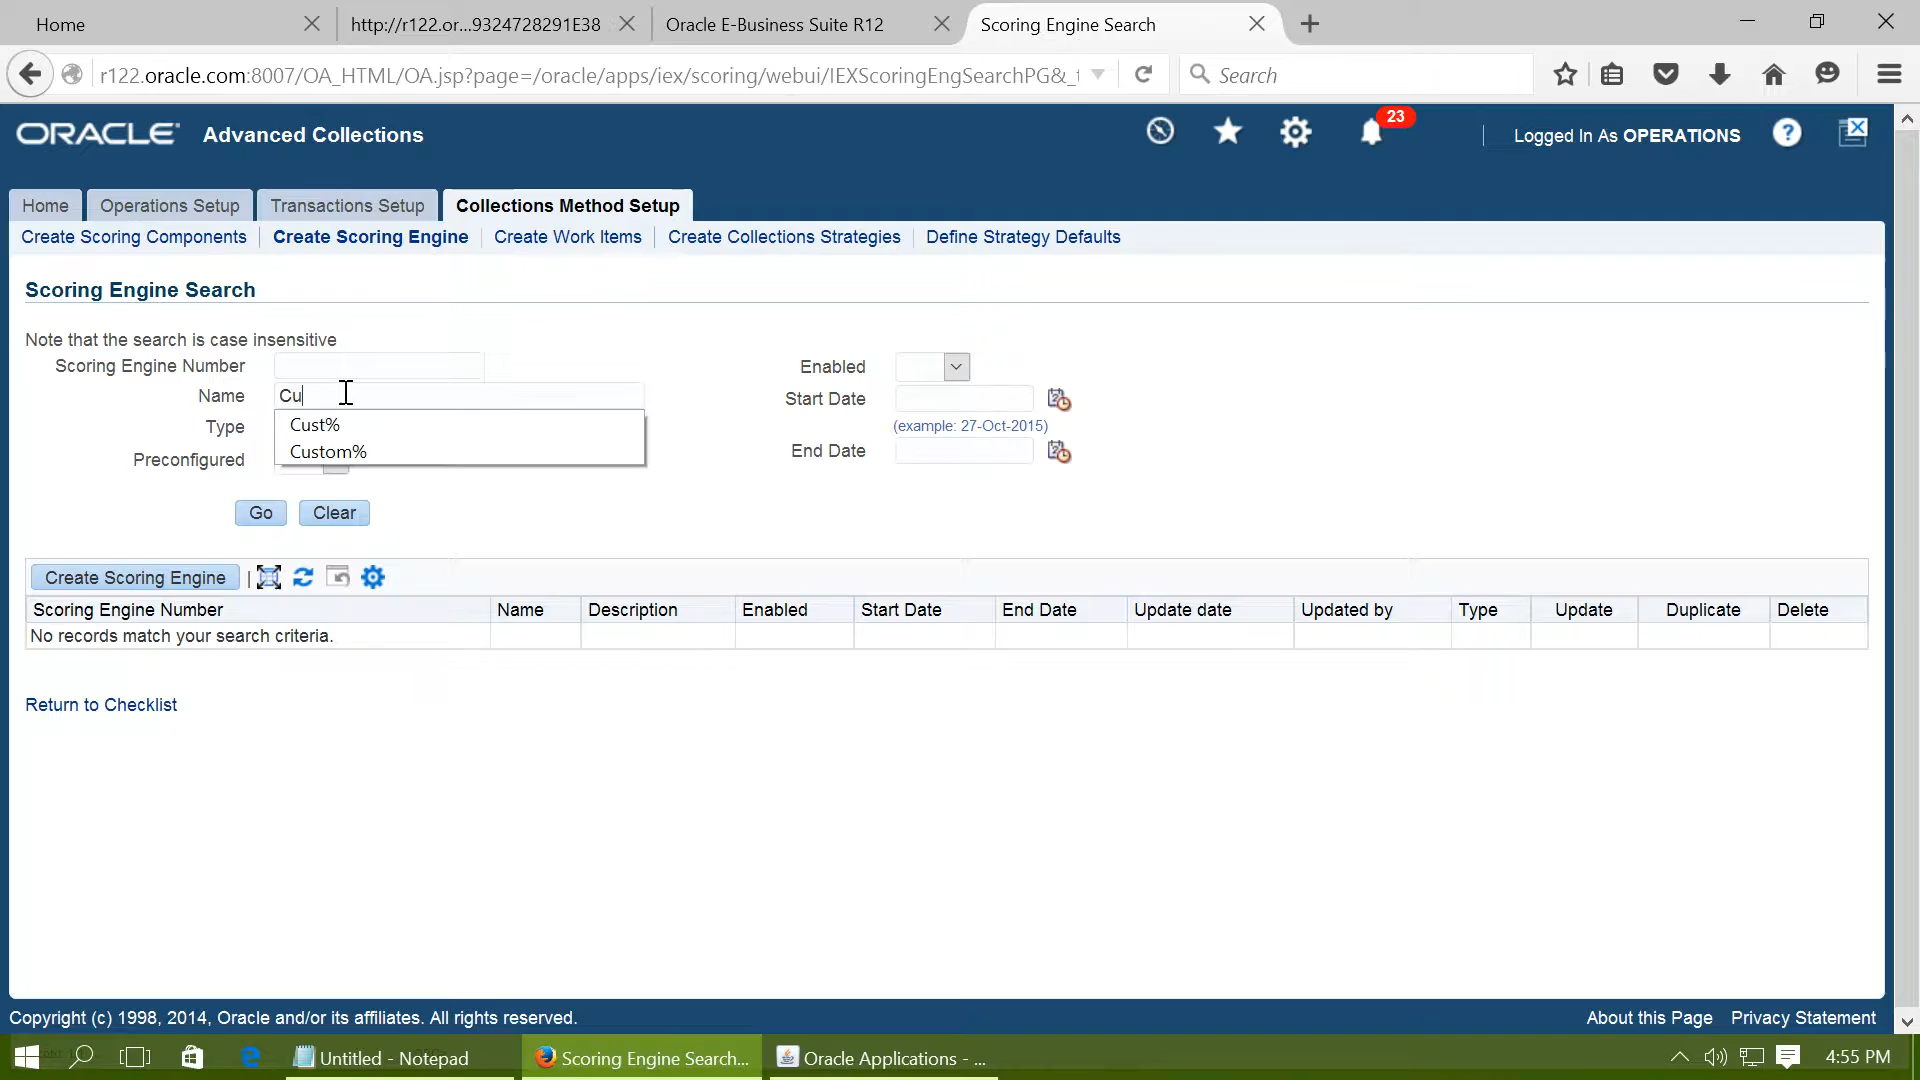 Home
http://r122.or...9324728291E38
Oracle E-Business Suite R12
Scoring Engine Search
r122.oracle.com:8007/OA_HTML/OA.jsp?page=/oracle/apps/iex/scoring/webui/IEXScoringEngSearchPG&_
Search
ORACLE Advanced Collections
23
Logged In As OPERATIONS
?
Home
Operations Setup
Transactions Setup
Collections Method Setup
Create Scoring Components
Create Scoring Engine
Create Work Items
Create Collections Strategies
Define Strategy Defaults
Scoring Engine Search
Note that the search is case insensitive
Scoring Engine Number
Name Cu
Cust%
Custom%
Type
Preconfigured
Enabled
Start Date
(example: 27-Oct-2015)
End Date
Go Clear
Create Scoring Engine
Scoring Engine Number Name Description Enabled Start Date End Date Update date Updated by Type Update Duplicate Delete
No records match your search criteria.
Return to Checklist
Copyright (c) 1998, 2014, Oracle and/or its affiliates. All rights reserved.
About this Page Privacy Statement
Untitled - Notepad
Scoring Engine Search...
Oracle Applications - ...
4:55 PM